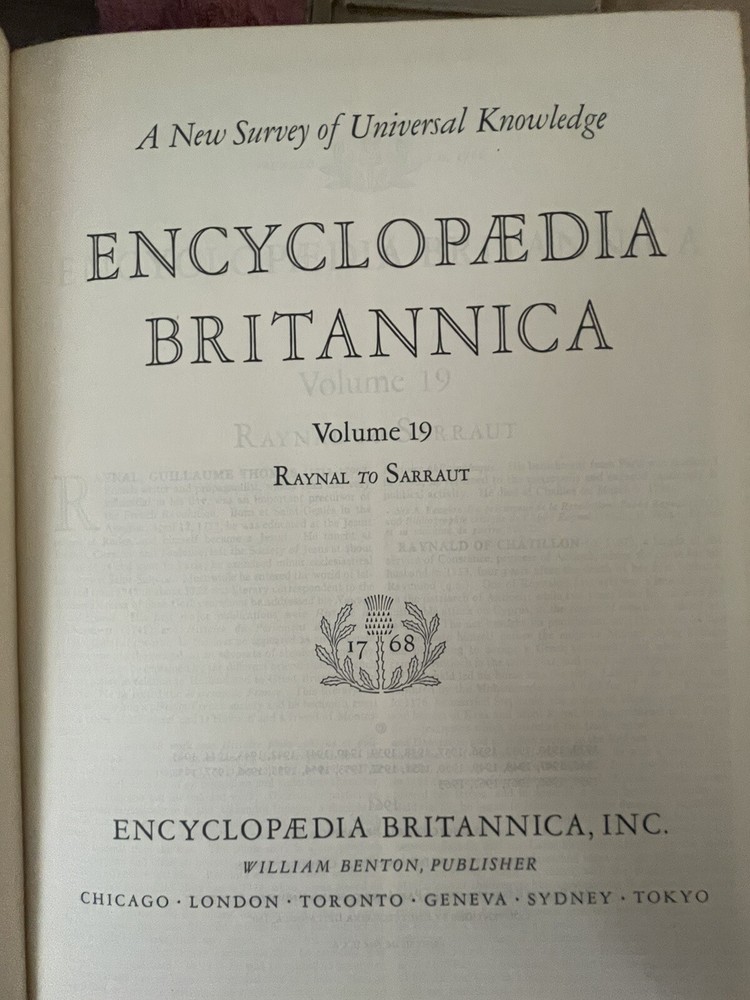 A New Survey of Universal Knowledge
ENCYCLOPÆDIA
BRITANNICA
Volume 19
RAYNAL TO SARRAUT
17 68
ENCYCLOPÆDIA BRITANNICA, INC.
WILLIAM BENTON, PUBLISHER
CHICAGO · LONDON · TORONTO · GENEVA · SYDNEY · TOKYO